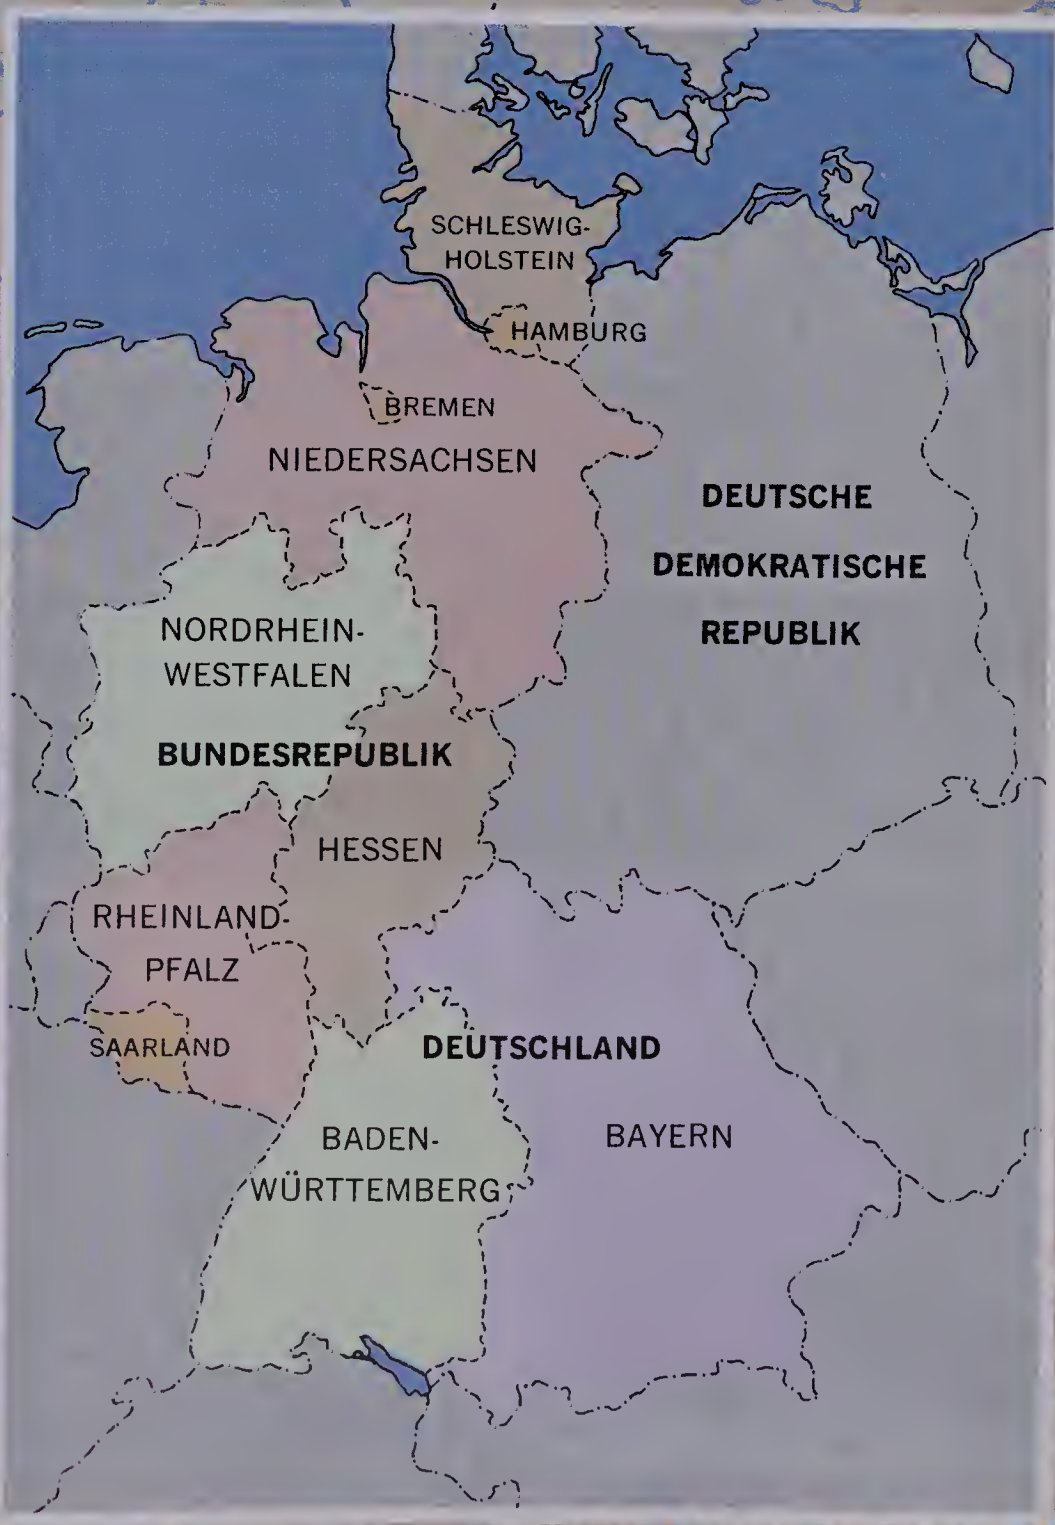 SCHLESWIG-
HOLSTEIN
HAMBURG
BREMEN
NIEDERSACHSEN
DEUTSCHE
DEMOKRATISCHE
REPUBLIK
NORDRHEIN-
WESTFALEN
BUNDESREPUBLIK
HESSEN
RHEINLAND-
PFALZ
SAARLAND
DEUTSCHLAND
BADEN-
WÜRTTEMBERG
BAYERN